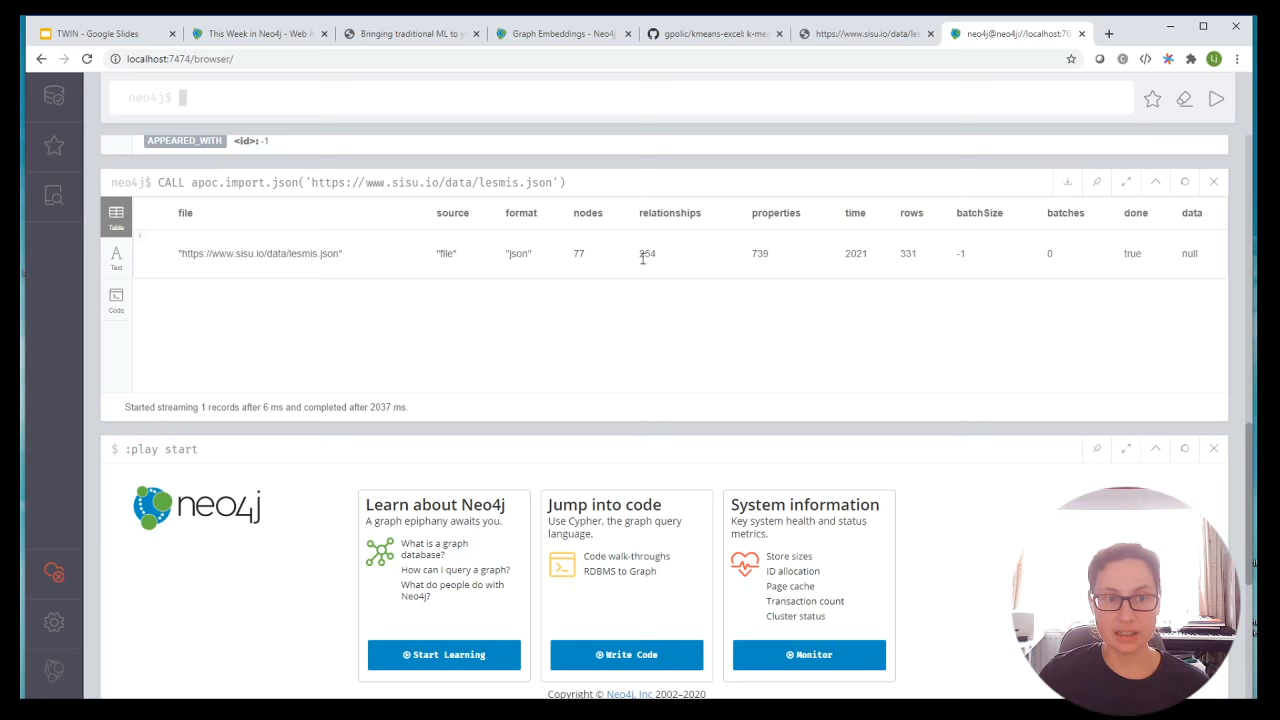 TWIN - Google Slides
This Week in Neo4j - Web A
Bringing traditional ML to yo
Graph Embeddings - Neo4j
gpolic/kmeans-excel k-mea
https://www.sisu.io/data/les
neo4j@neo4j://localhost:76
localhost:7474/browser/
Lj
neo4j$
APPEARED_WITH <id>: -1
neo4j$ CALL apoc.import.json('https://www.sisu.io/data/lesmis.json')
file source format nodes relationships properties time rows batchSize batches done data
Table
1
"https://www.sisu.io/data/lesmis.json" "file" "json" 77 254 739 2021 331 -1 0 true null
A
Text
Code
Started streaming 1 records after 6 ms and completed after 2037 ms.
$ :play start
neo4j
Learn about Neo4j
A graph epiphany awaits you.
What is a graph
database?
How can I query a graph?
What do people do with
Neo4j?
Start Learning
Jump into code
Use Cypher, the graph query
language.
Code walk-throughs
RDBMS to Graph
Write Code
System information
Key system health and status
metrics.
Store sizes
ID allocation
Page cache
Transaction count
Cluster status
Monitor
Copyright © Neo4j, Inc 2002–2020